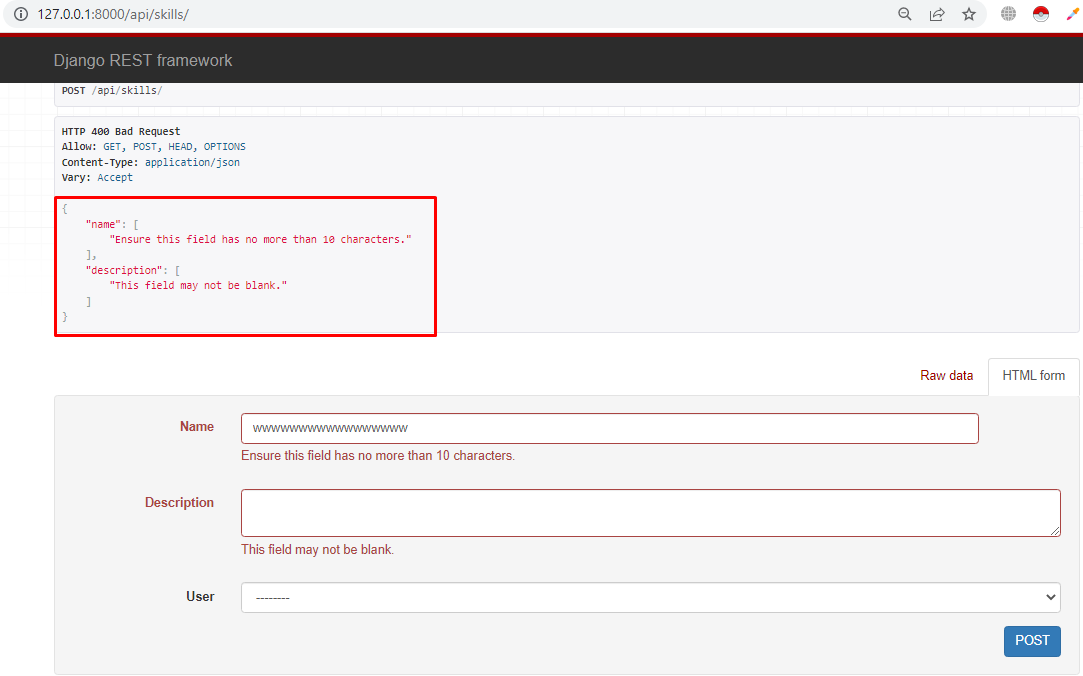 127.0.0.1:8000/api/skills/
Django REST framework
POST /api/skills/
HTTP 400 Bad Request
Allow: GET, POST, HEAD, OPTIONS
Content-Type: application/json
Vary: Accept
{
"name": [
"Ensure this field has no more than 10 characters."
],
"description": [
"This field may not be blank."
]
}
Raw data
HTML form
Name
wwwwwwwwwwwwwwwww
Ensure this field has no more than 10 characters.
Description
This field may not be blank.
User
--------
POST